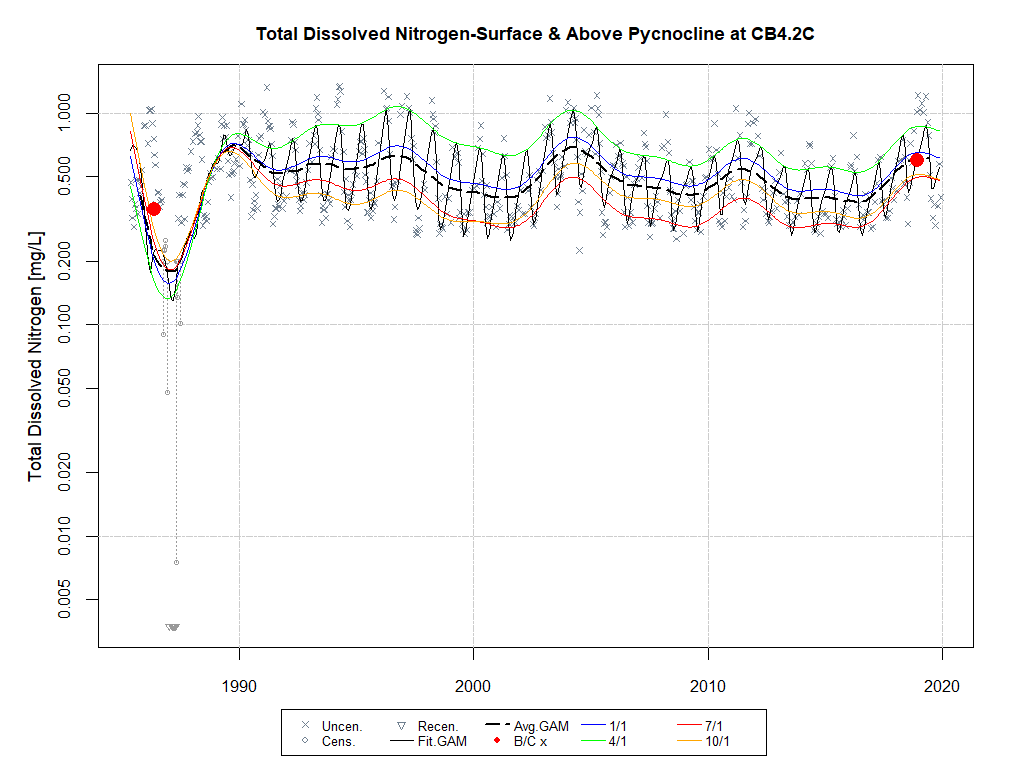 Total Dissolved Nitrogen-Surface & Above Pycnocline at CB4.2C
Total Dissolved Nitrogen [mg/L]
1.000
0.500
0.200
0.100
0.050
0.020
0.010
0.005
1990 2000 2010 2020
Uncen. Recen. Avg.GAM 1/1 7/1
Cens. Fit.GAM B/C x 4/1 10/1